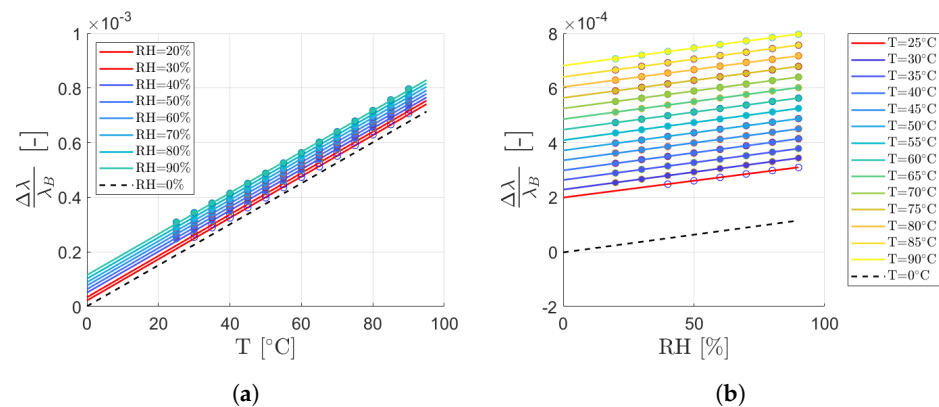 ×10⁻³
1
0.8
0.6
0.4
0.2
0
0 20 40 60 80 100
Δλ/λ_B [-]
T [°C]
RH=20%
RH=30%
RH=40%
RH=50%
RH=60%
RH=70%
RH=80%
RH=90%
RH=0%
(a)
×10⁻⁴
8
6
4
2
0
-2
0 50 100
Δλ/λ_B [-]
RH [%]
T=25°C
T=30°C
T=35°C
T=40°C
T=45°C
T=50°C
T=55°C
T=60°C
T=65°C
T=70°C
T=75°C
T=80°C
T=85°C
T=90°C
T=0°C
(b)